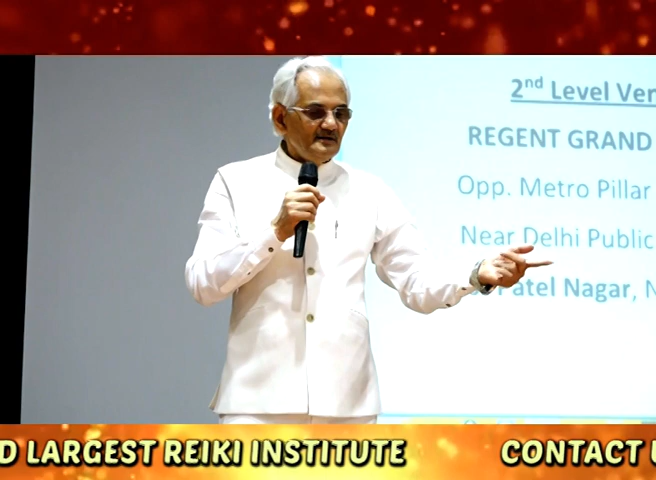 2nd Level Ver
REGENT GRAND
Opp. Metro Pillar
Near Delhi Public
Patel Nagar, N
D LARGEST REIKI INSTITUTE CONTACT U